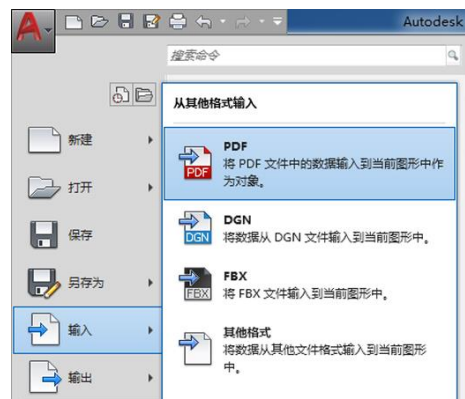 Autodesk
搜索命令
从其他格式输入
新建
PDF
将 PDF 文件中的数据输入到当前图形中作
为对象。
打开
DGN
将数据从 DGN 文件输入到当前图形中。
保存
FBX
将 FBX 文件输入到当前图形中。
另存为
其他格式
将数据从其他文件格式输入到当前图形
中。
输入
输出